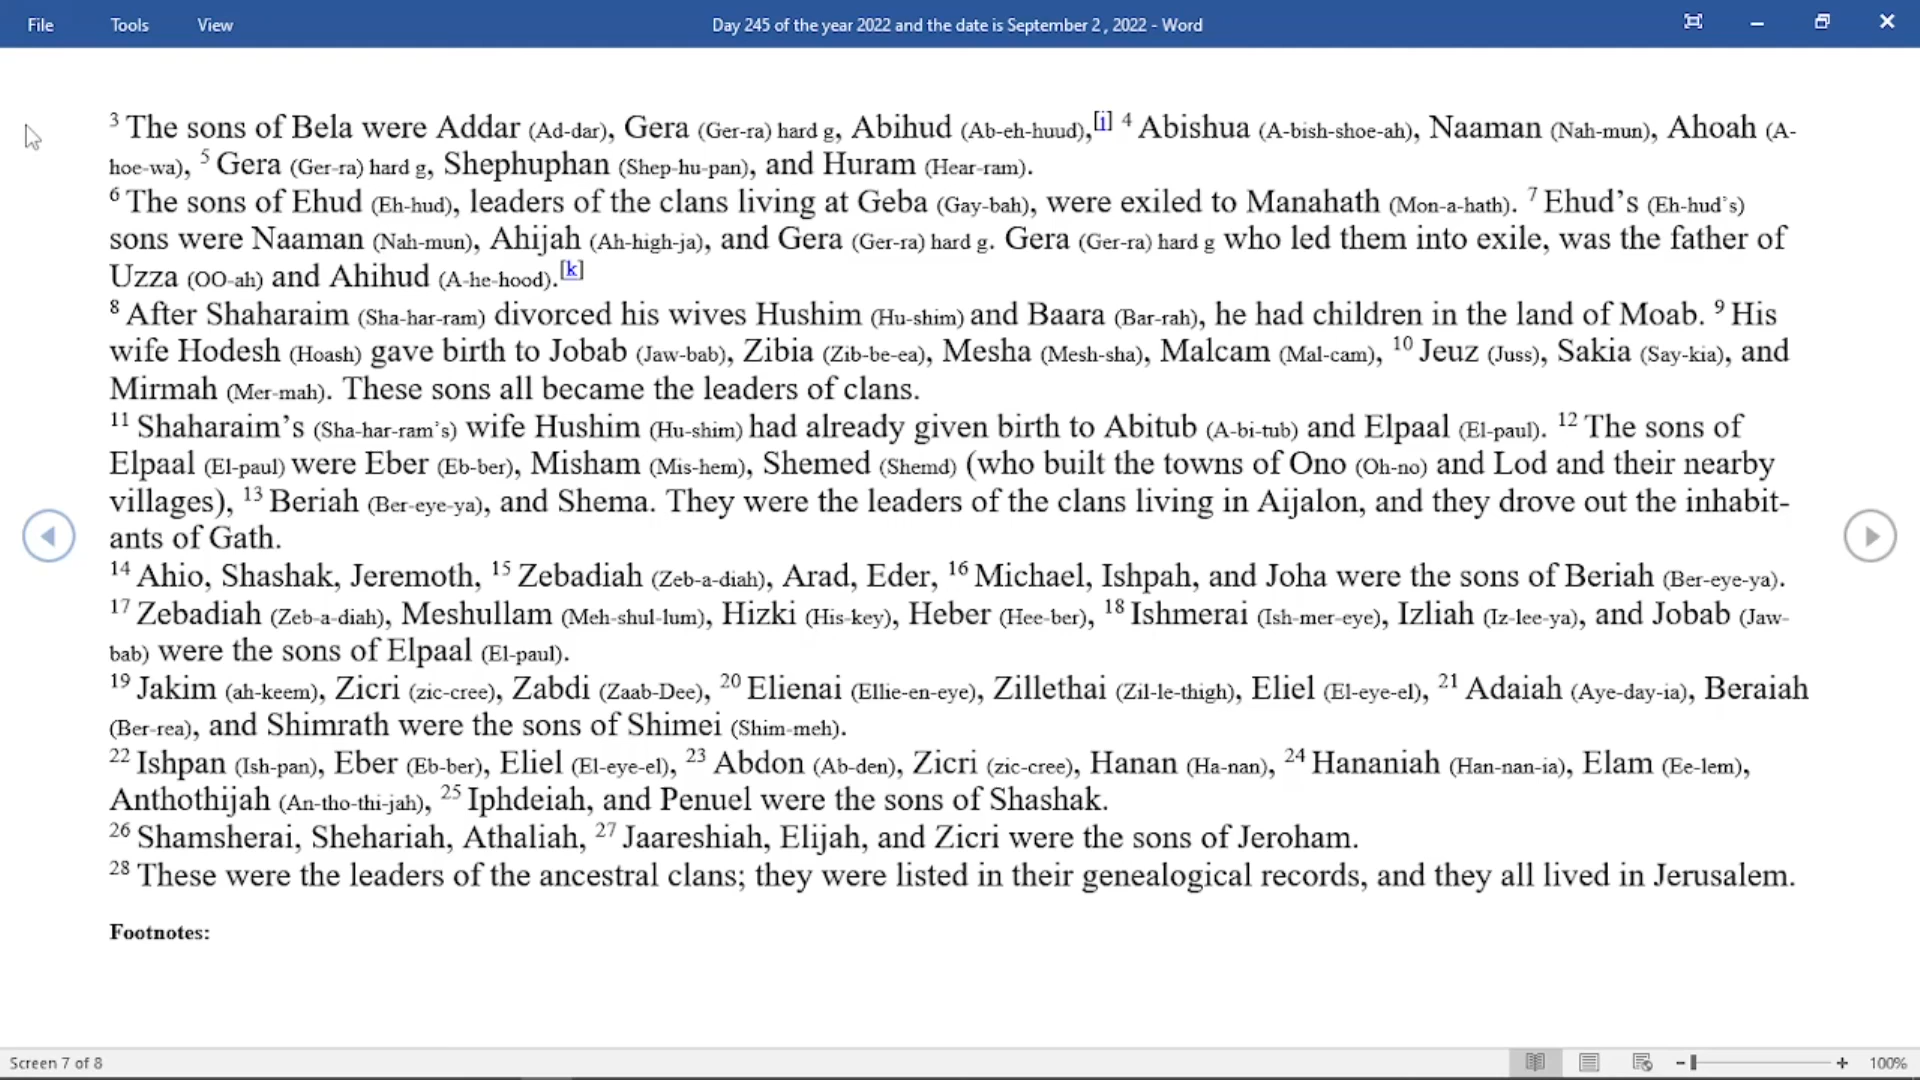 File Tools View Day 245 of the year 2022 and the date is September 2 , 2022 - Word
3 The sons of Bela were Addar (Ad-dar), Gera (Ger-ra) hard g, Abihud (Ab-eh-huud),[j] 4 Abishua (A-bish-shoe-ah), Naaman (Nah-mun), Ahoah (A-
hoe-wa), 5 Gera (Ger-ra) hard g, Shephuphan (Shep-hu-pan), and Huram (Hear-ram).
6 The sons of Ehud (Eh-hud), leaders of the clans living at Geba (Gay-bah), were exiled to Manahath (Mon-a-hath). 7 Ehud’s (Eh-hud’s)
sons were Naaman (Nah-mun), Ahijah (Ah-high-ja), and Gera (Ger-ra) hard g. Gera (Ger-ra) hard g who led them into exile, was the father of
Uzza (OO-ah) and Ahihud (A-he-hood).[k]
8 After Shaharaim (Sha-har-ram) divorced his wives Hushim (Hu-shim) and Baara (Bar-rah), he had children in the land of Moab. 9 His
wife Hodesh (Hoash) gave birth to Jobab (Jaw-bab), Zibia (Zib-be-ea), Mesha (Mesh-sha), Malcam (Mal-cam), 10 Jeuz (Juss), Sakia (Say-kia), and
Mirmah (Mer-mah). These sons all became the leaders of clans.
11 Shaharaim’s (Sha-har-ram’s) wife Hushim (Hu-shim) had already given birth to Abitub (A-bi-tub) and Elpaal (El-paul). 12 The sons of
Elpaal (El-paul) were Eber (Eb-ber), Misham (Mis-hem), Shemed (Shemd) (who built the towns of Ono (Oh-no) and Lod and their nearby
villages), 13 Beriah (Ber-eye-ya), and Shema. They were the leaders of the clans living in Aijalon, and they drove out the inhabit-
ants of Gath.
14 Ahio, Shashak, Jeremoth, 15 Zebadiah (Zeb-a-diah), Arad, Eder, 16 Michael, Ishpah, and Joha were the sons of Beriah (Ber-eye-ya).
17 Zebadiah (Zeb-a-diah), Meshullam (Meh-shul-lum), Hizki (His-key), Heber (Hee-ber), 18 Ishmerai (Ish-mer-eye), Izliah (Iz-lee-ya), and Jobab (Jaw-
bab) were the sons of Elpaal (El-paul).
19 Jakim (ah-keem), Zicri (zic-cree), Zabdi (Zaab-Dee), 20 Elienai (Ellie-en-eye), Zillethai (Zil-le-thigh), Eliel (El-eye-el), 21 Adaiah (Aye-day-ia), Beraiah
(Ber-rea), and Shimrath were the sons of Shimei (Shim-meh).
22 Ishpan (Ish-pan), Eber (Eb-ber), Eliel (El-eye-el), 23 Abdon (Ab-den), Zicri (zic-cree), Hanan (Ha-nan), 24 Hananiah (Han-nan-ia), Elam (Ee-lem),
Anthothijah (An-tho-thi-jah), 25 Iphdeiah, and Penuel were the sons of Shashak.
26 Shamsherai, Shehariah, Athaliah, 27 Jaareshiah, Elijah, and Zicri were the sons of Jeroham.
28 These were the leaders of the ancestral clans; they were listed in their genealogical records, and they all lived in Jerusalem.
Footnotes:
Screen 7 of 8 100%